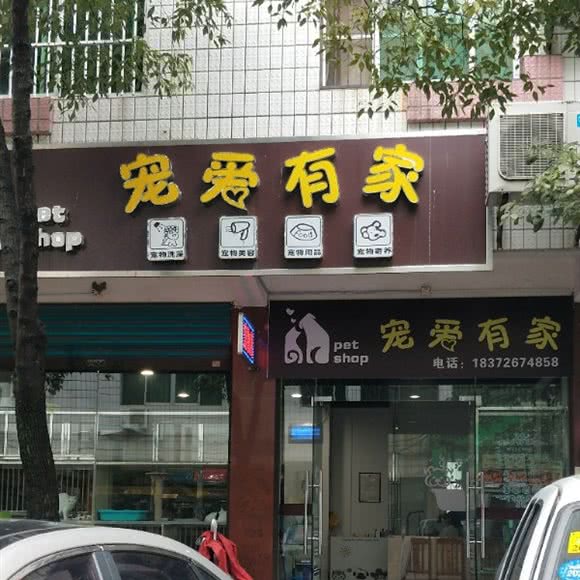 宠爱有家
pet
shop
宠物洗澡 宠物美容 宠物用品 宠物寄养
pet
shop
宠爱有家
电话：18372674858